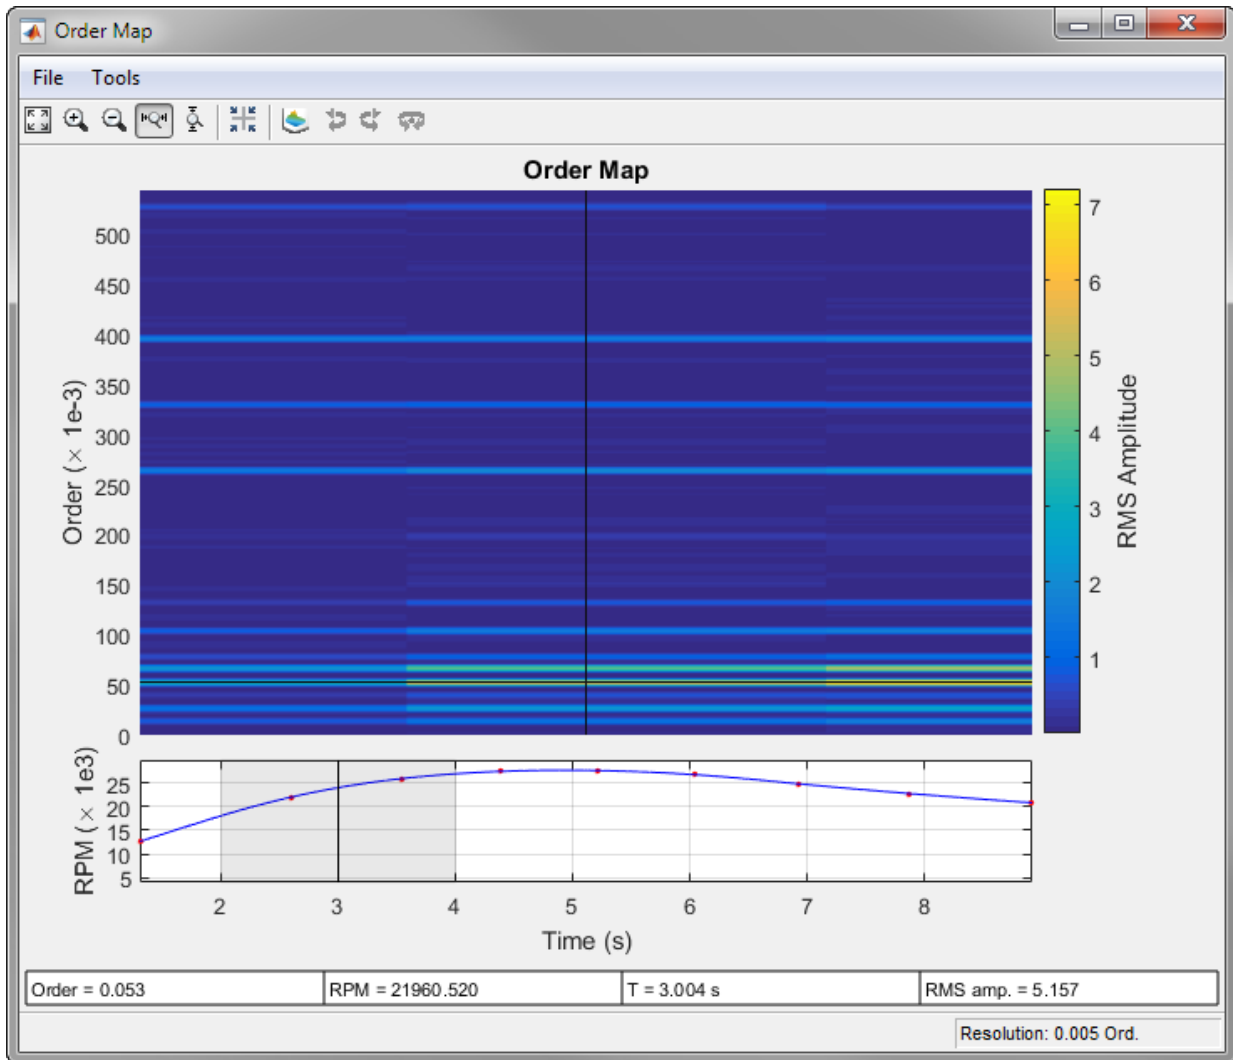 Order Map
File Tools
Order Map
Order (× 1e-3)
500
450
400
350
300
250
200
150
100
50
0
7
6
5
4
3
2
1
RMS Amplitude
RPM (× 1e3)
25
20
15
10
5
2 3 4 5 6 7 8
Time (s)
Order = 0.053 RPM = 21960.520 T = 3.004 s RMS amp. = 5.157
Resolution: 0.005 Ord.